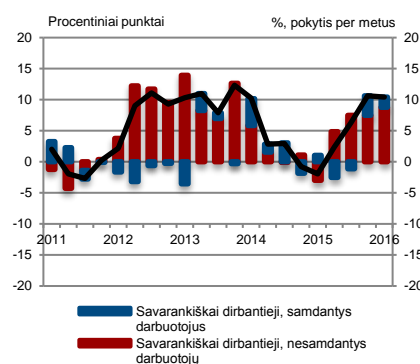 Procentiniai punktai %, pokytis per metus
20 20
15 15
10 10
5 5
0 0
-5 -5
-10 -10
2011 2012 2013 2014 2015 2016
-15 -15
-20 -20
Savarankiškai dirbantieji, samdantys
darbuotojus
Savarankiškai dirbantieji, nesamdantys
darbuotojų